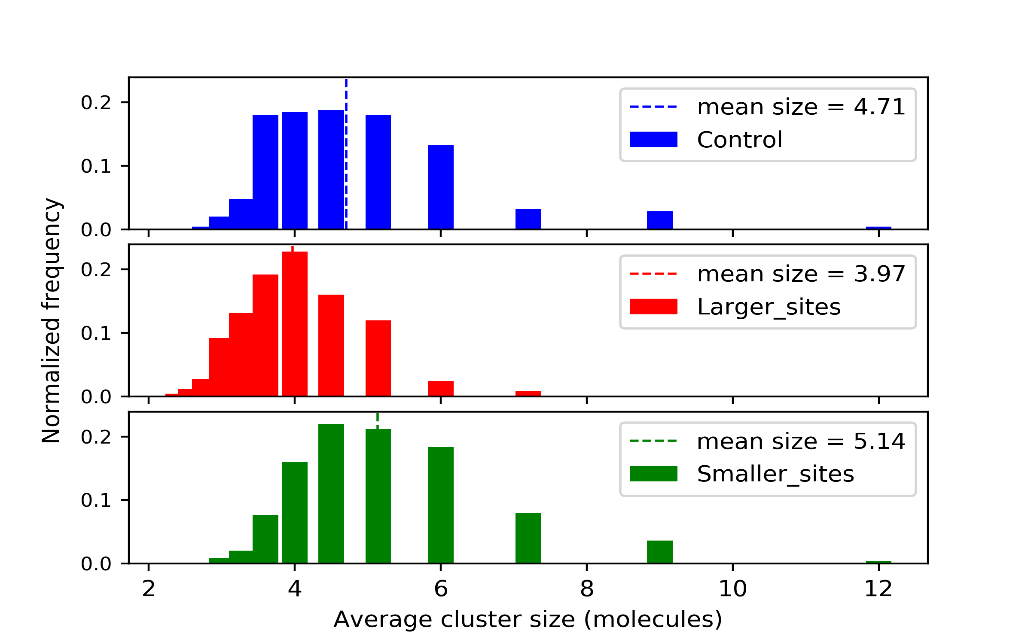 0.2
0.1
0.0
mean size = 4.71
Control
0.2
0.1
0.0
mean size = 3.97
Larger_sites
0.2
0.1
0.0
mean size = 5.14
Smaller_sites
Normalized frequency
2 4 6 8 10 12
Average cluster size (molecules)